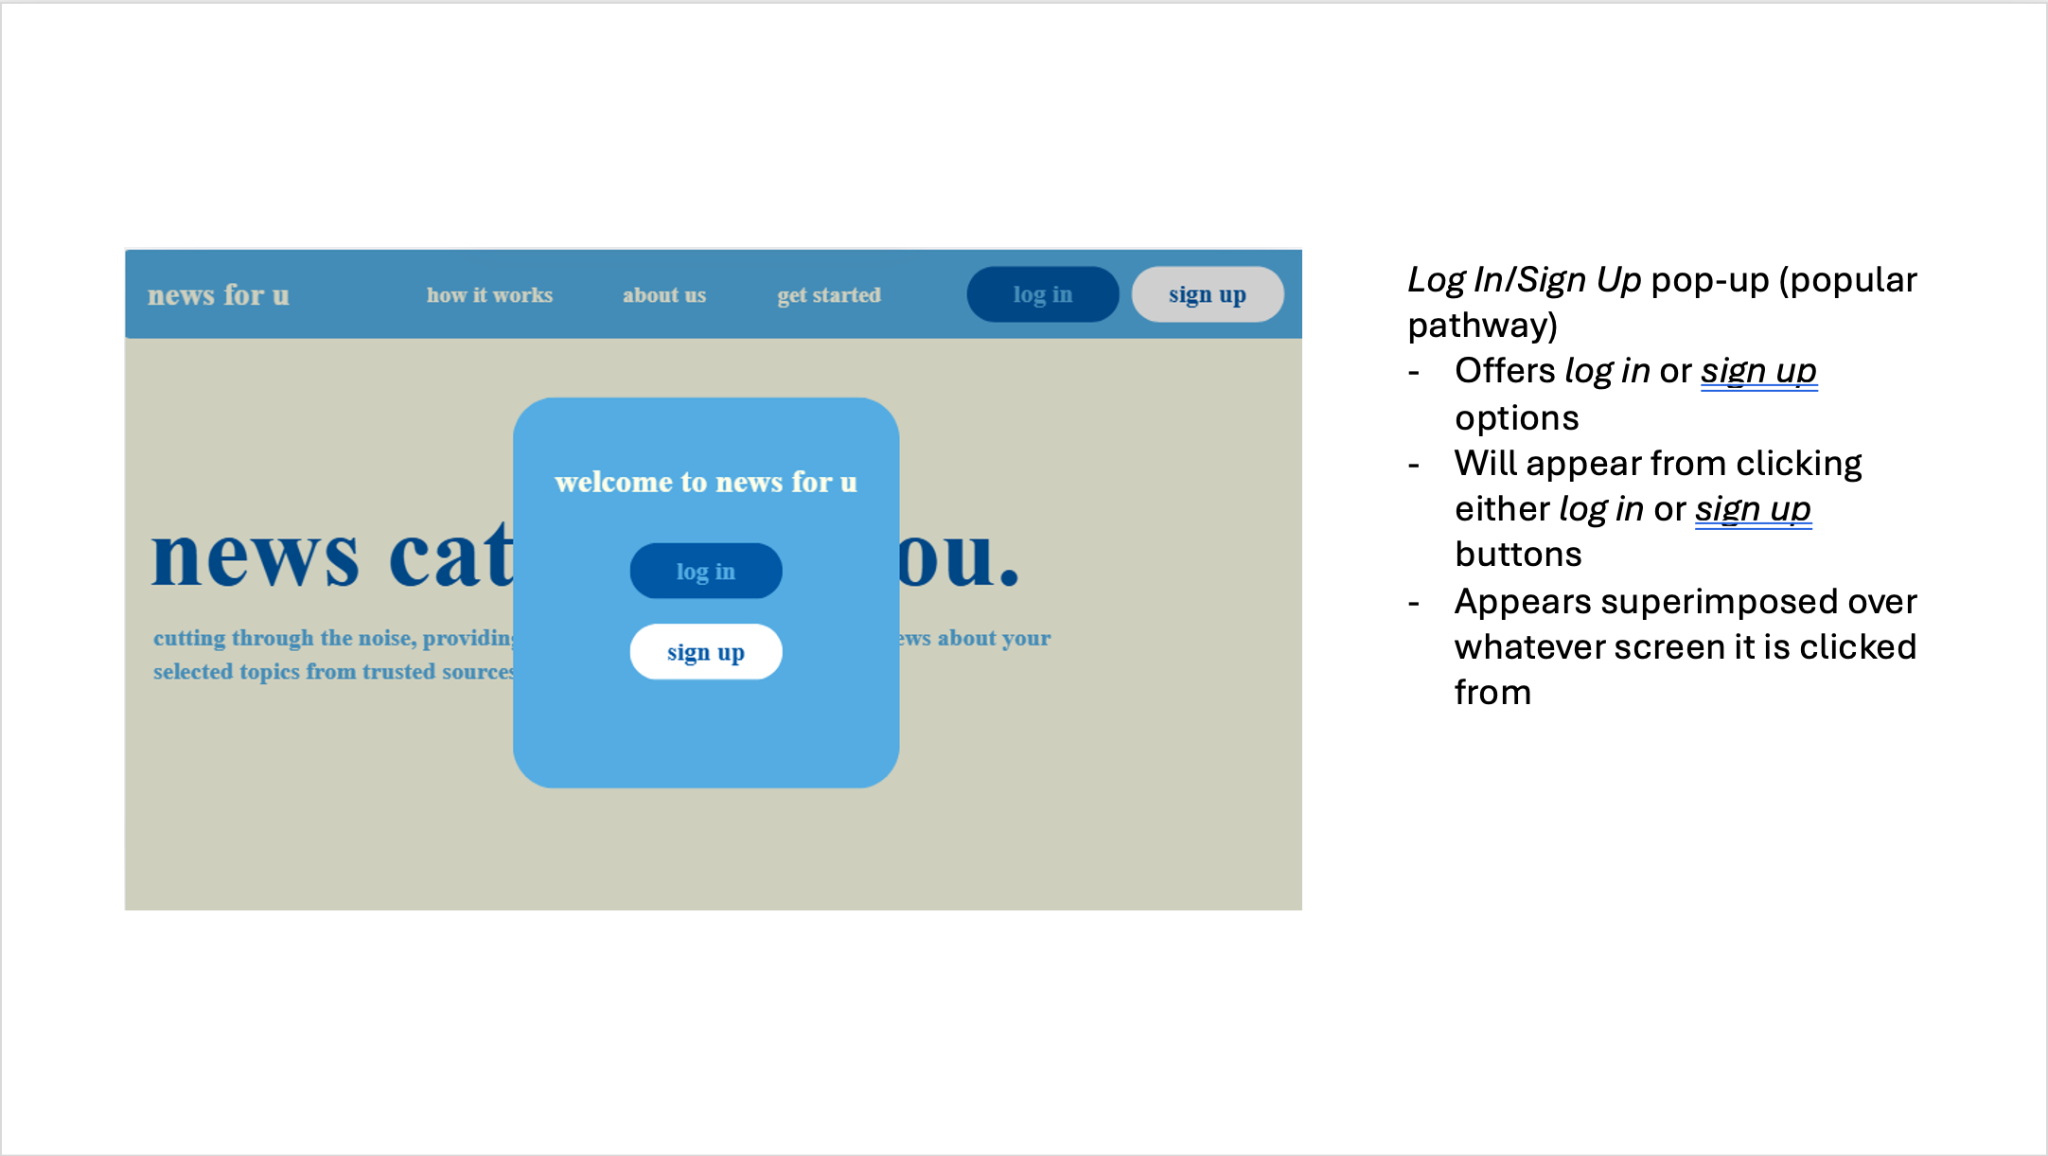 news for u how it works about us get started log in sign up
welcome to news for u
news cat ou.
log in
cutting through the noise, providing ews about your
sign up
selected topics from trusted sources
Log In/Sign Up pop-up (popular
pathway)
- Offers log in or sign up
options
- Will appear from clicking
either log in or sign up
buttons
- Appears superimposed over
whatever screen it is clicked
from